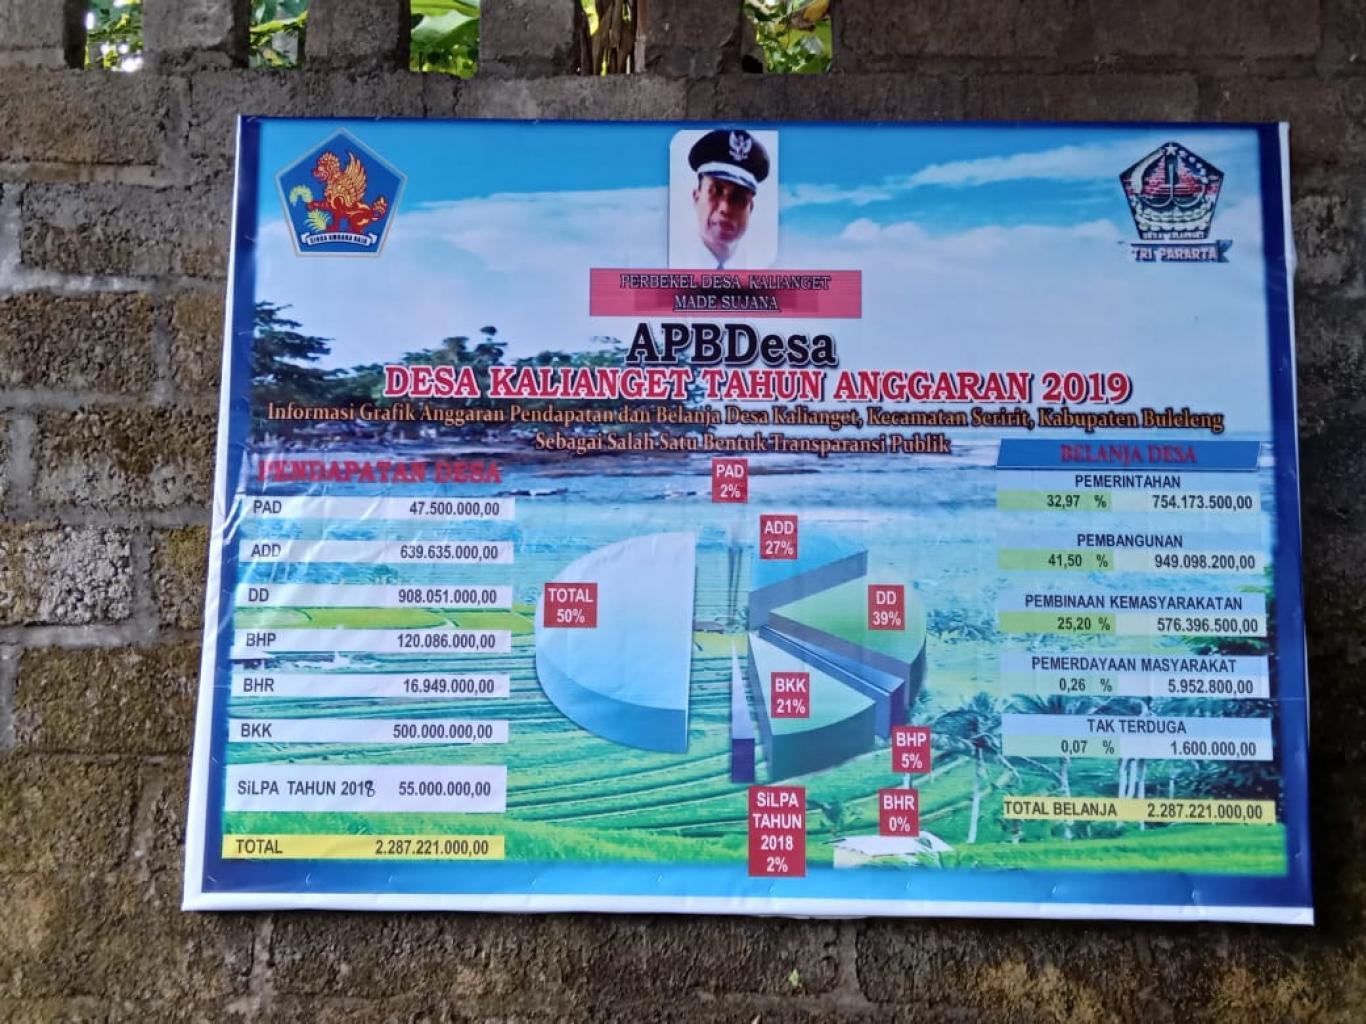 SINGA AMBARA RAJA
TRI PARARTA
PERBEKEL DESA KALIANGET
MADE SUJANA
APBDesa
DESA KALIANGET TAHUN ANGGARAN 2019
Informasi Grafik Anggaran Pendapatan dan Belanja Desa Kalianget, Kecamatan Seririt, Kabupaten Buleleng
Sebagai Salah Satu Bentuk Transparansi Publik
PENDAPATAN DESA
PAD 47.500.000,00
ADD 639.635.000,00
DD 908.051.000,00
BHP 120.086.000,00
BHR 16.949.000,00
BKK 500.000.000,00
SiLPA TAHUN 2018 55.000.000,00
TOTAL 2.287.221.000,00
PAD
2%
ADD
27%
TOTAL
50%
DD
39%
BKK
21%
BHP
5%
BHR
0%
SiLPA
TAHUN
2018
2%
BELANJA DESA
PEMERINTAHAN
32,97 % 754.173.500,00
PEMBANGUNAN
41,50 % 949.098.200,00
PEMBINAAN KEMASYARAKATAN
25,20 % 576.396.500,00
PEMERDAYAAN MASYARAKAT
0,26 % 5.952.800,00
TAK TERDUGA
0,07 % 1.600.000,00
TOTAL BELANJA 2.287.221.000,00